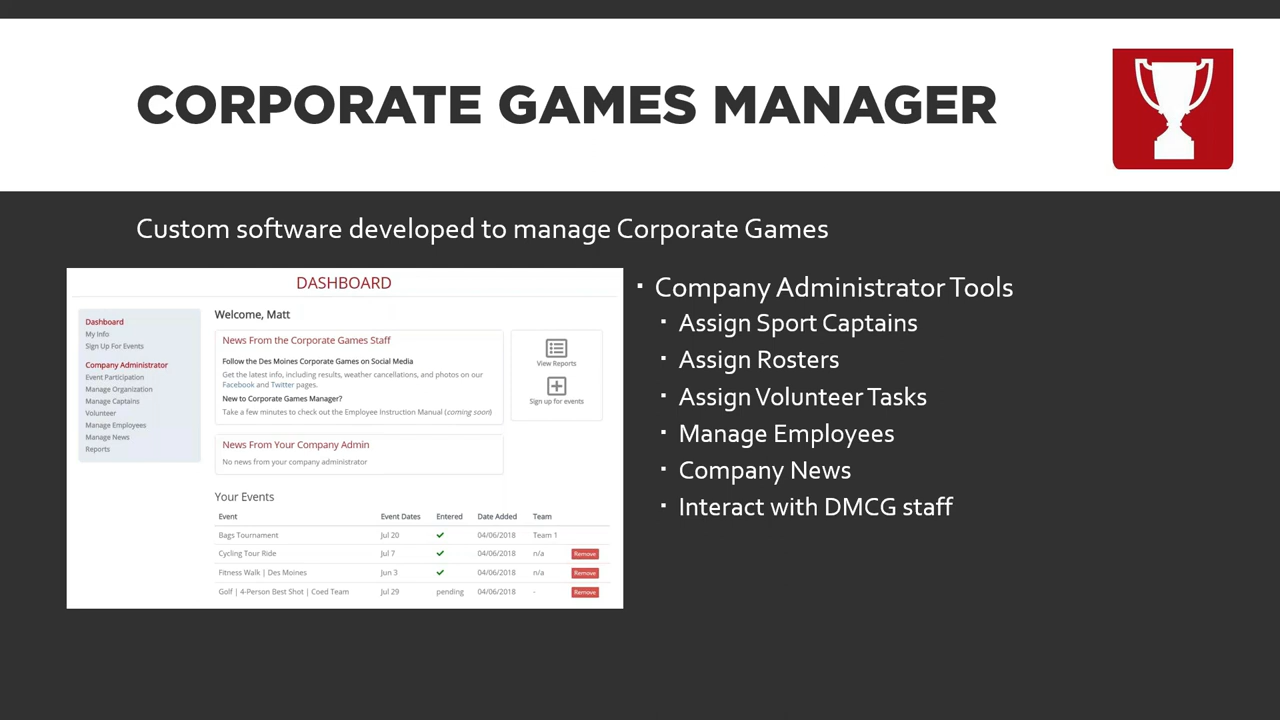 CORPORATE GAMES MANAGER
Custom software developed to manage Corporate Games
DASHBOARD
Dashboard
My Info
Sign Up For Events
Company Administrator
Event Participation
Manage Organization
Manage Captains
Volunteer
Manage Employees
Manage News
Reports
Welcome, Matt
News From the Corporate Games Staff
Follow the Des Moines Corporate Games on Social Media
Get the latest info, including results, weather cancellations, and photos on our
Facebook and Twitter pages.
New to Corporate Games Manager?
Take a few minutes to check out the Employee Instruction Manual (coming soon)
View Reports
Sign up for events
News From Your Company Admin
No news from your company administrator
Your Events
Event Event Dates Entered Date Added Team
Bags Tournament Jul 20 ✓ 04/06/2018 Team 1
Cycling Tour Ride Jul 7 ✓ 04/06/2018 n/a Remove
Fitness Walk | Des Moines Jun 3 ✓ 04/06/2018 n/a Remove
Golf | 4-Person Best Shot | Coed Team Jul 29 pending 04/06/2018 - Remove
▪ Company Administrator Tools
▪ Assign Sport Captains
▪ Assign Rosters
▪ Assign Volunteer Tasks
▪ Manage Employees
▪ Company News
▪ Interact with DMCG staff